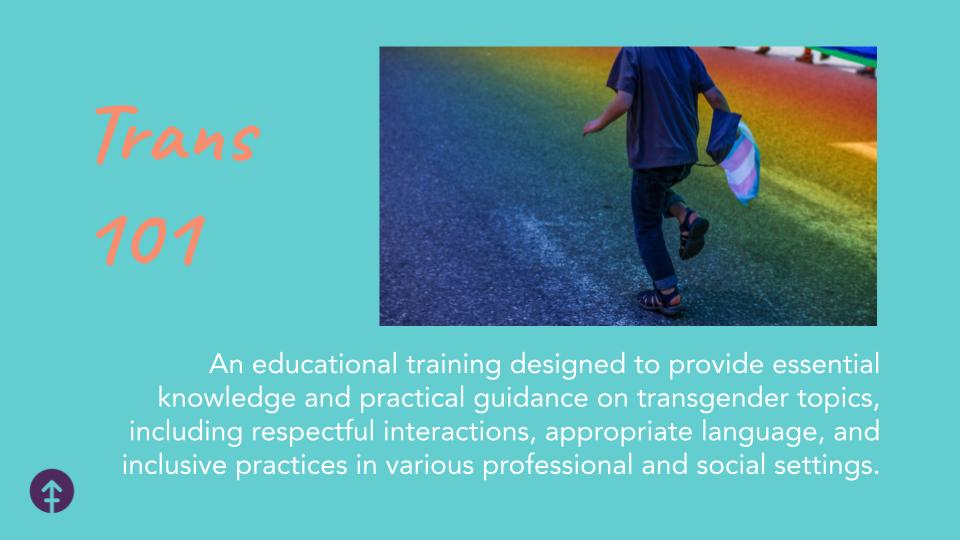 Trans
101
An educational training designed to provide essential
knowledge and practical guidance on transgender topics,
including respectful interactions, appropriate language, and
inclusive practices in various professional and social settings.